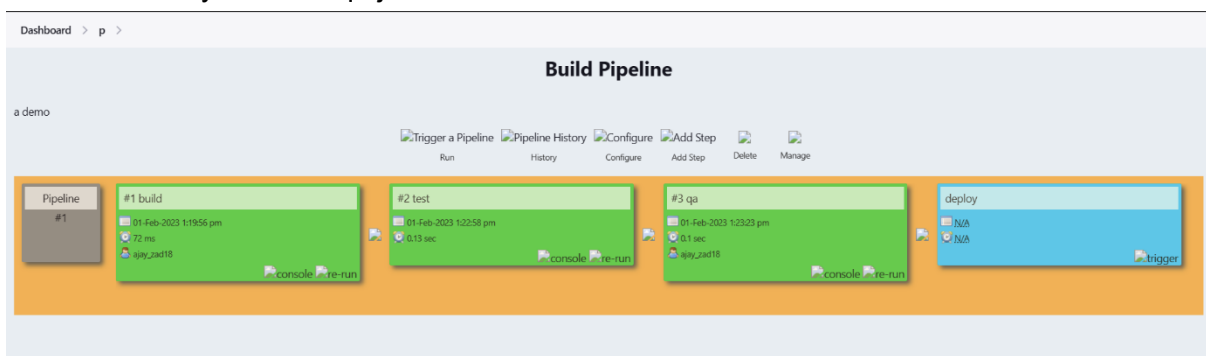 Dashboard > p >
Build Pipeline
a demo
Trigger a Pipeline Pipeline History Configure Add Step
Run History Configure Add Step Delete Manage
Pipeline
#1
#1 build
01-Feb-2023 1:19:56 pm
72 ms
ajay_zad18
console re-run
#2 test
01-Feb-2023 1:22:58 pm
0.13 sec
console re-run
#3 qa
01-Feb-2023 1:23:23 pm
0.1 sec
ajay_zad18
console re-run
deploy
N/A
N/A
trigger